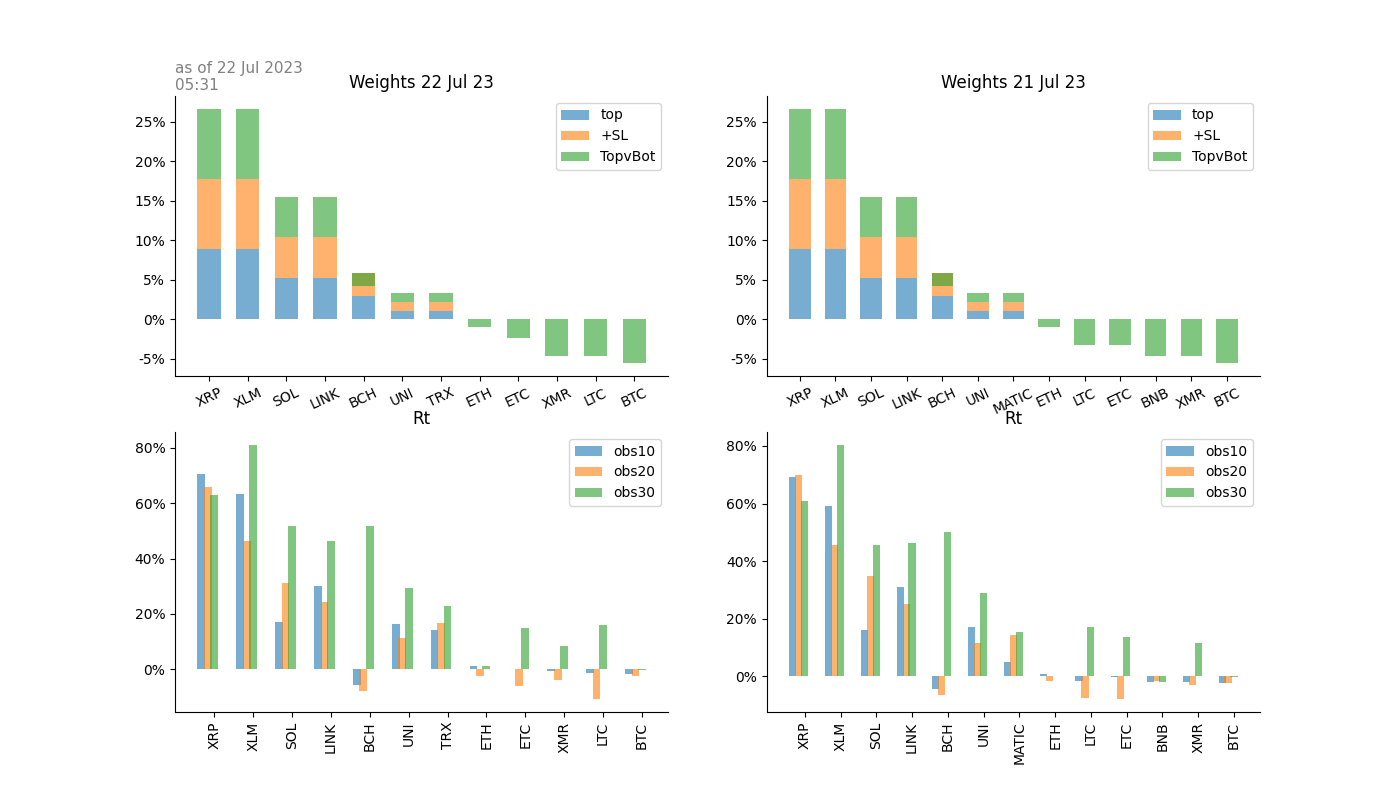 as of 22 Jul 2023
05:31
Weights 22 Jul 23
25%
20%
15%
10%
5%
0%
-5%
top
+SL
TopvBot
XRP XLM SOL LINK BCH UNI TRX ETH ETC XMR LTC BTC
Weights 21 Jul 23
25%
20%
15%
10%
5%
0%
-5%
top
+SL
TopvBot
XRP XLM SOL LINK BCH UNI MATIC ETH LTC ETC BNB XMR BTC
Rt
80%
60%
40%
20%
0%
obs10
obs20
obs30
XRP XLM SOL LINK BCH UNI TRX ETH ETC XMR LTC BTC
Rt
80%
60%
40%
20%
0%
obs10
obs20
obs30
XRP XLM SOL LINK BCH UNI MATIC ETH LTC ETC BNB XMR BTC